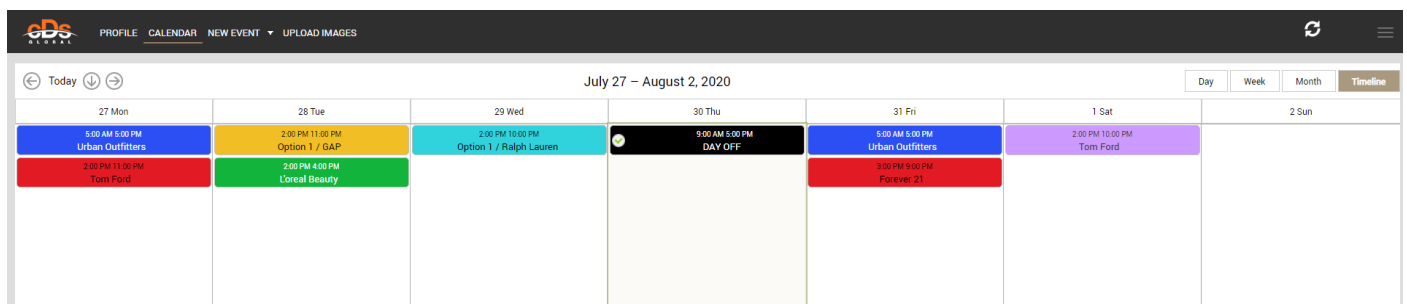 cDs
GLOBAL
PROFILE CALENDAR NEW EVENT UPLOAD IMAGES
Today
July 27 – August 2, 2020
Day Week Month Timeline
27 Mon 28 Tue 29 Wed 30 Thu 31 Fri 1 Sat 2 Sun
5:00 AM 5:00 PM
Urban Outfitters
2:00 PM 11:00 PM
Tom Ford
2:00 PM 11:00 PM
Option 1 / GAP
2:00 PM 4:00 PM
L'oreal Beauty
2:00 PM 10:00 PM
Option 1 / Ralph Lauren
9:00 AM 5:00 PM
DAY OFF
5:00 AM 5:00 PM
Urban Outfitters
3:00 PM 9:00 PM
Forever 21
2:00 PM 10:00 PM
Tom Ford